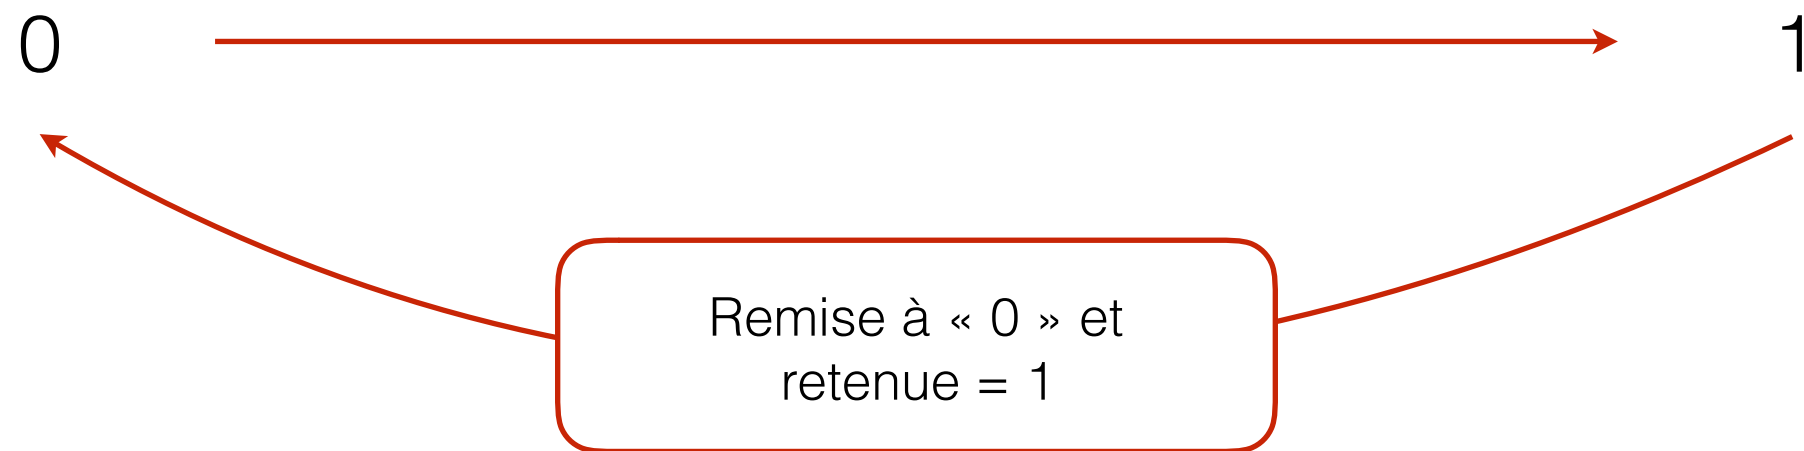 0
1
Remise à « 0 » et
retenue = 1